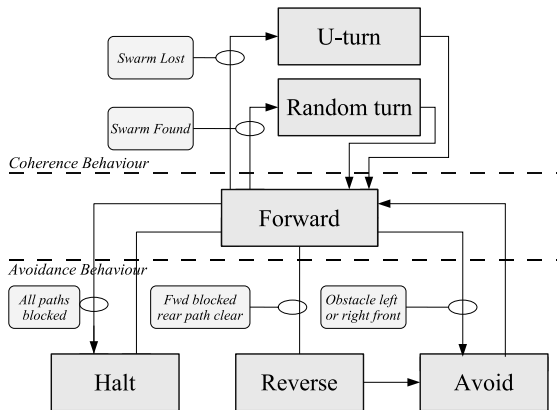 U-turn
Swarm Lost
Random turn
Swarm Found
Coherence Behaviour
Forward
Avoidance Behaviour
All paths
blocked
Fwd blocked
rear path clear
Obstacle left
or right front
Halt
Reverse
Avoid